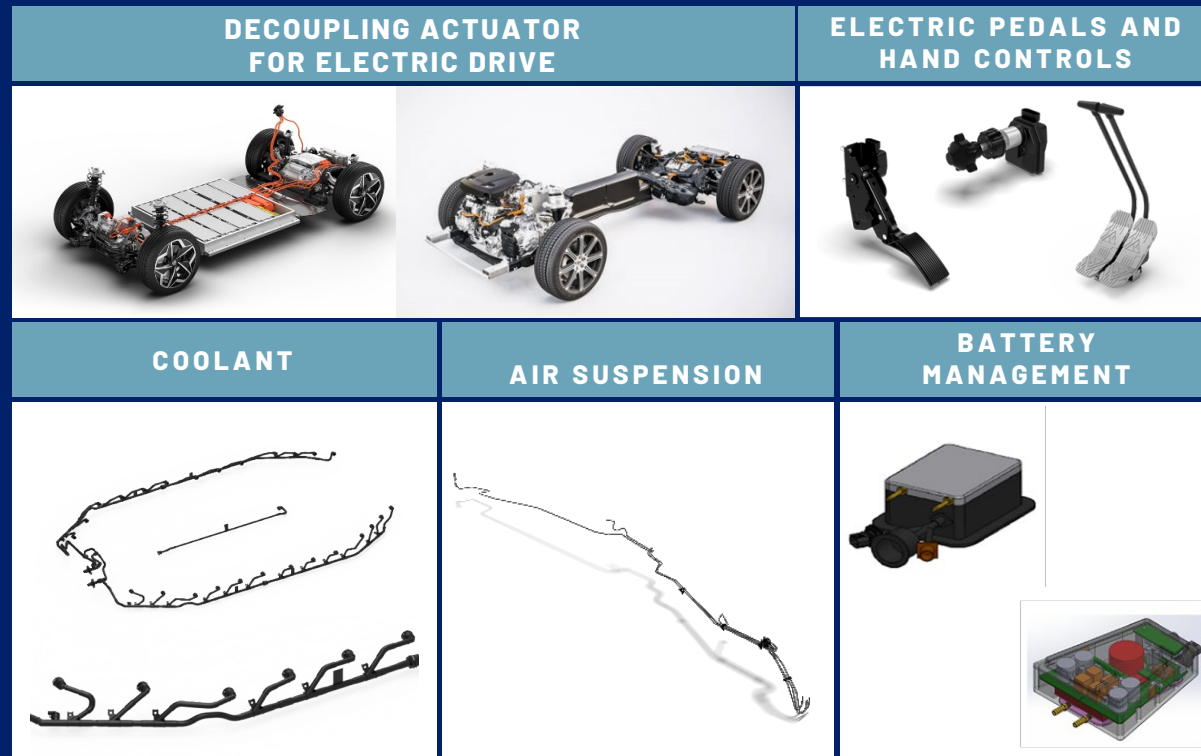 DECOUPLING ACTUATOR
FOR ELECTRIC DRIVE
ELECTRIC PEDALS AND
HAND CONTROLS
COOLANT
AIR SUSPENSION
BATTERY
MANAGEMENT